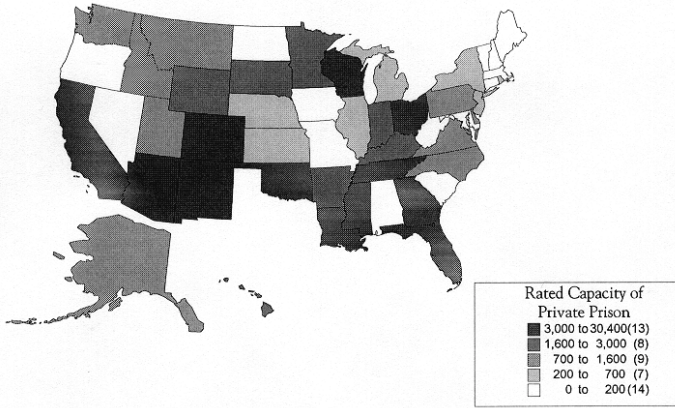 Rated Capacity of
Private Prison
3,000 to 30,400 (13)
1,600 to 3,000 (8)
700 to 1,600 (9)
200 to 700 (7)
0 to 200 (14)